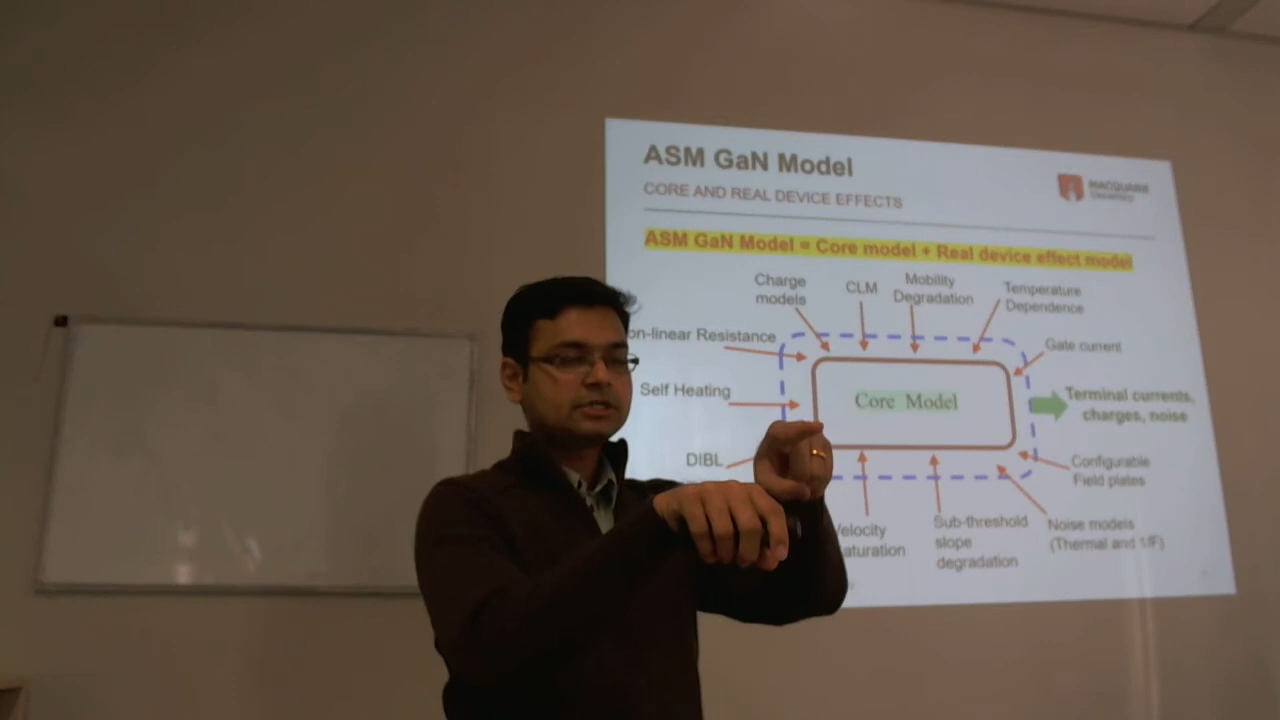 ASM GaN Model
CORE AND REAL DEVICE EFFECTS
MACQUARIE
University
ASM GaN Model = Core model + Real device effect model
Charge
models
CLM
Mobility
Degradation
Temperature
Dependence
on-linear Resistance
Gate current
Self Heating
Core Model
Terminal currents,
charges, noise
DIBL
Configurable
Field plates
Velocity
aturation
Sub-threshold
slope
degradation
Noise models
(Thermal and 1/F)